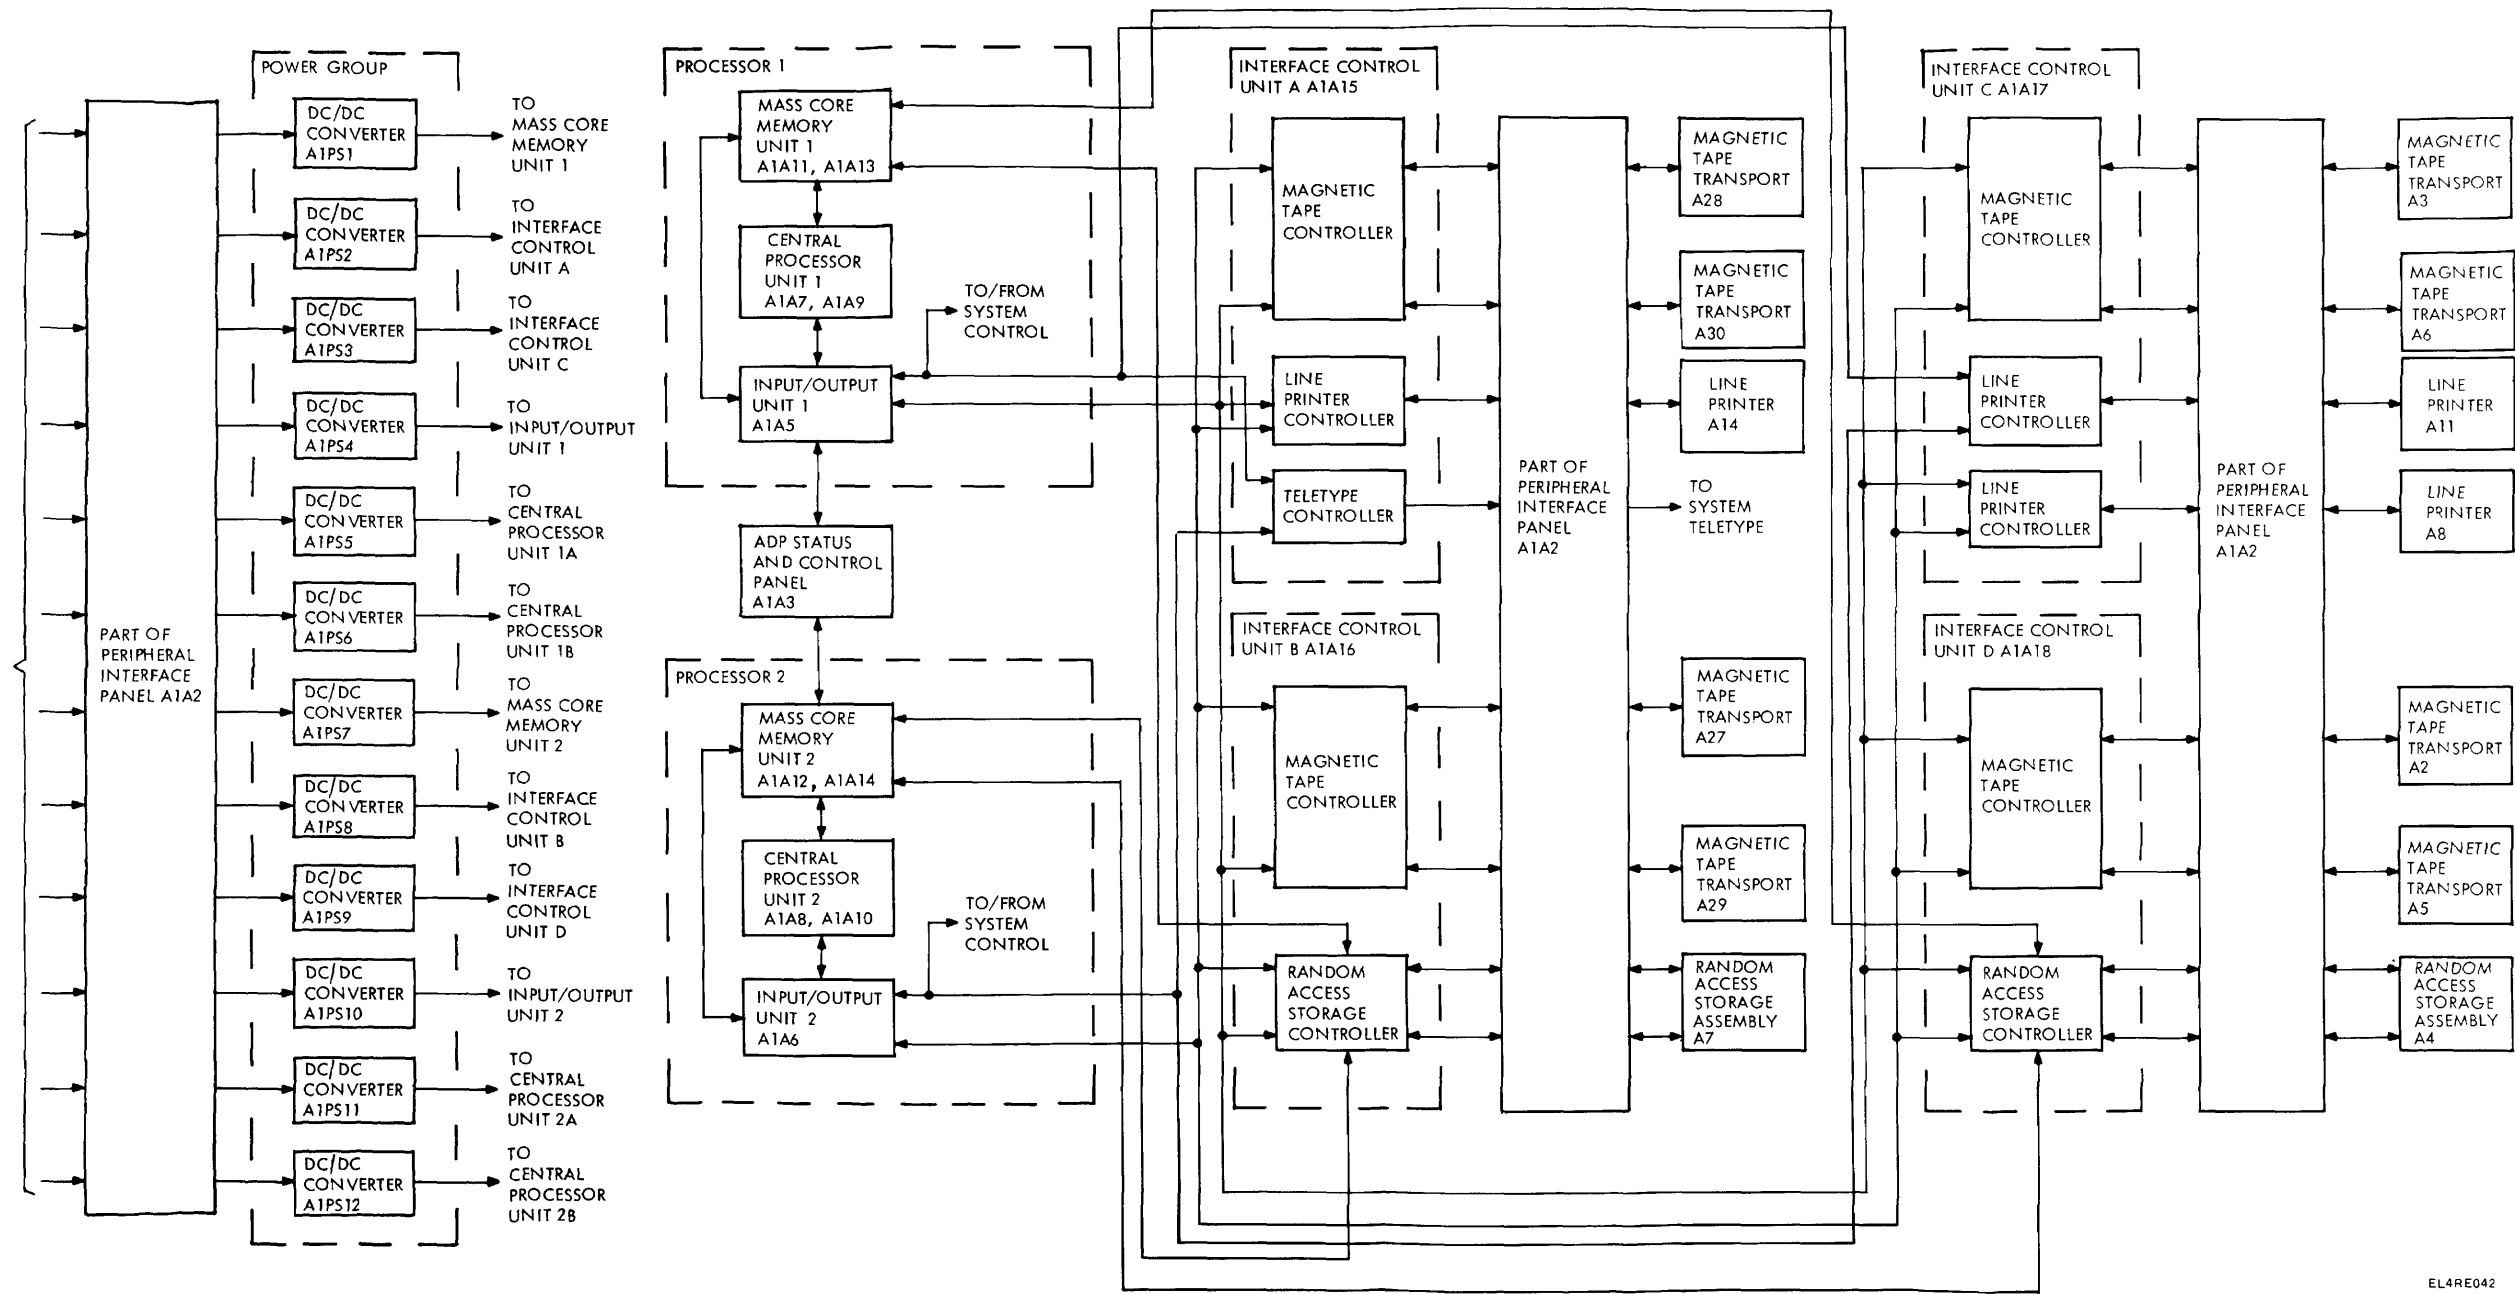 PART OF
PERIPHERAL
INTERFACE
PANEL A1A2
POWER GROUP
DC/DC
CONVERTER
A1PS1
TO
MASS CORE
MEMORY
UNIT 1
DC/DC
CONVERTER
A1PS2
TO
INTERFACE
CONTROL
UNIT A
DC/DC
CONVERTER
A1PS3
TO
INTERFACE
CONTROL
UNIT C
DC/DC
CONVERTER
A1PS4
TO
INPUT/OUTPUT
UNIT 1
DC/DC
CONVERTER
A1PS5
TO
CENTRAL
PROCESSOR
UNIT 1A
DC/DC
CONVERTER
A1PS6
TO
CENTRAL
PROCESSOR
UNIT 1B
DC/DC
CONVERTER
A1PS7
TO
MASS CORE
MEMORY
UNIT 2
DC/DC
CONVERTER
A1PS8
TO
INTERFACE
CONTROL
UNIT B
DC/DC
CONVERTER
A1PS9
TO
INTERFACE
CONTROL
UNIT D
DC/DC
CONVERTER
A1PS10
TO
INPUT/OUTPUT
UNIT 2
DC/DC
CONVERTER
A1PS11
TO
CENTRAL
PROCESSOR
UNIT 2A
DC/DC
CONVERTER
A1PS12
TO
CENTRAL
PROCESSOR
UNIT 2B
PROCESSOR 1
MASS CORE
MEMORY
UNIT 1
A1A11, A1A13
CENTRAL
PROCESSOR
UNIT 1
A1A7, A1A9
TO/FROM
SYSTEM
CONTROL
INPUT/OUTPUT
UNIT 1
A1A5
ADP STATUS
AND CONTROL
PANEL
A1A3
PROCESSOR 2
MASS CORE
MEMORY
UNIT 2
A1A12, A1A14
CENTRAL
PROCESSOR
UNIT 2
A1A8, A1A10
TO/FROM
SYSTEM
CONTROL
INPUT/OUTPUT
UNIT 2
A1A6
INTERFACE CONTROL
UNIT A A1A15
MAGNETIC
TAPE
CONTROLLER
LINE
PRINTER
CONTROLLER
TELETYPE
CONTROLLER
INTERFACE CONTROL
UNIT B A1A16
MAGNETIC
TAPE
CONTROLLER
RANDOM
ACCESS
STORAGE
CONTROLLER
PART OF
PERIPHERAL
INTERFACE
PANEL
A1A2
MAGNETIC
TAPE
TRANSPORT
A28
MAGNETIC
TAPE
TRANSPORT
A30
LINE
PRINTER
A14
TO
SYSTEM
TELETYPE
MAGNETIC
TAPE
TRANSPORT
A27
MAGNETIC
TAPE
TRANSPORT
A29
RANDOM
ACCESS
STORAGE
ASSEMBLY
A7
INTERFACE CONTROL
UNIT C A1A17
MAGNETIC
TAPE
CONTROLLER
LINE
PRINTER
CONTROLLER
LINE
PRINTER
CONTROLLER
INTERFACE CONTROL
UNIT D A1A18
MAGNETIC
TAPE
CONTROLLER
RANDOM
ACCESS
STORAGE
CONTROLLER
PART OF
PERIPHERAL
INTERFACE
PANEL
A1A2
MAGNETIC
TAPE
TRANSPORT
A3
MAGNETIC
TAPE
TRANSPORT
A6
LINE
PRINTER
A11
LINE
PRINTER
A8
MAGNETIC
TAPE
TRANSPORT
A2
MAGNETIC
TAPE
TRANSPORT
A5
RANDOM
ACCESS
STORAGE
ASSEMBLY
A4
EL4RE042